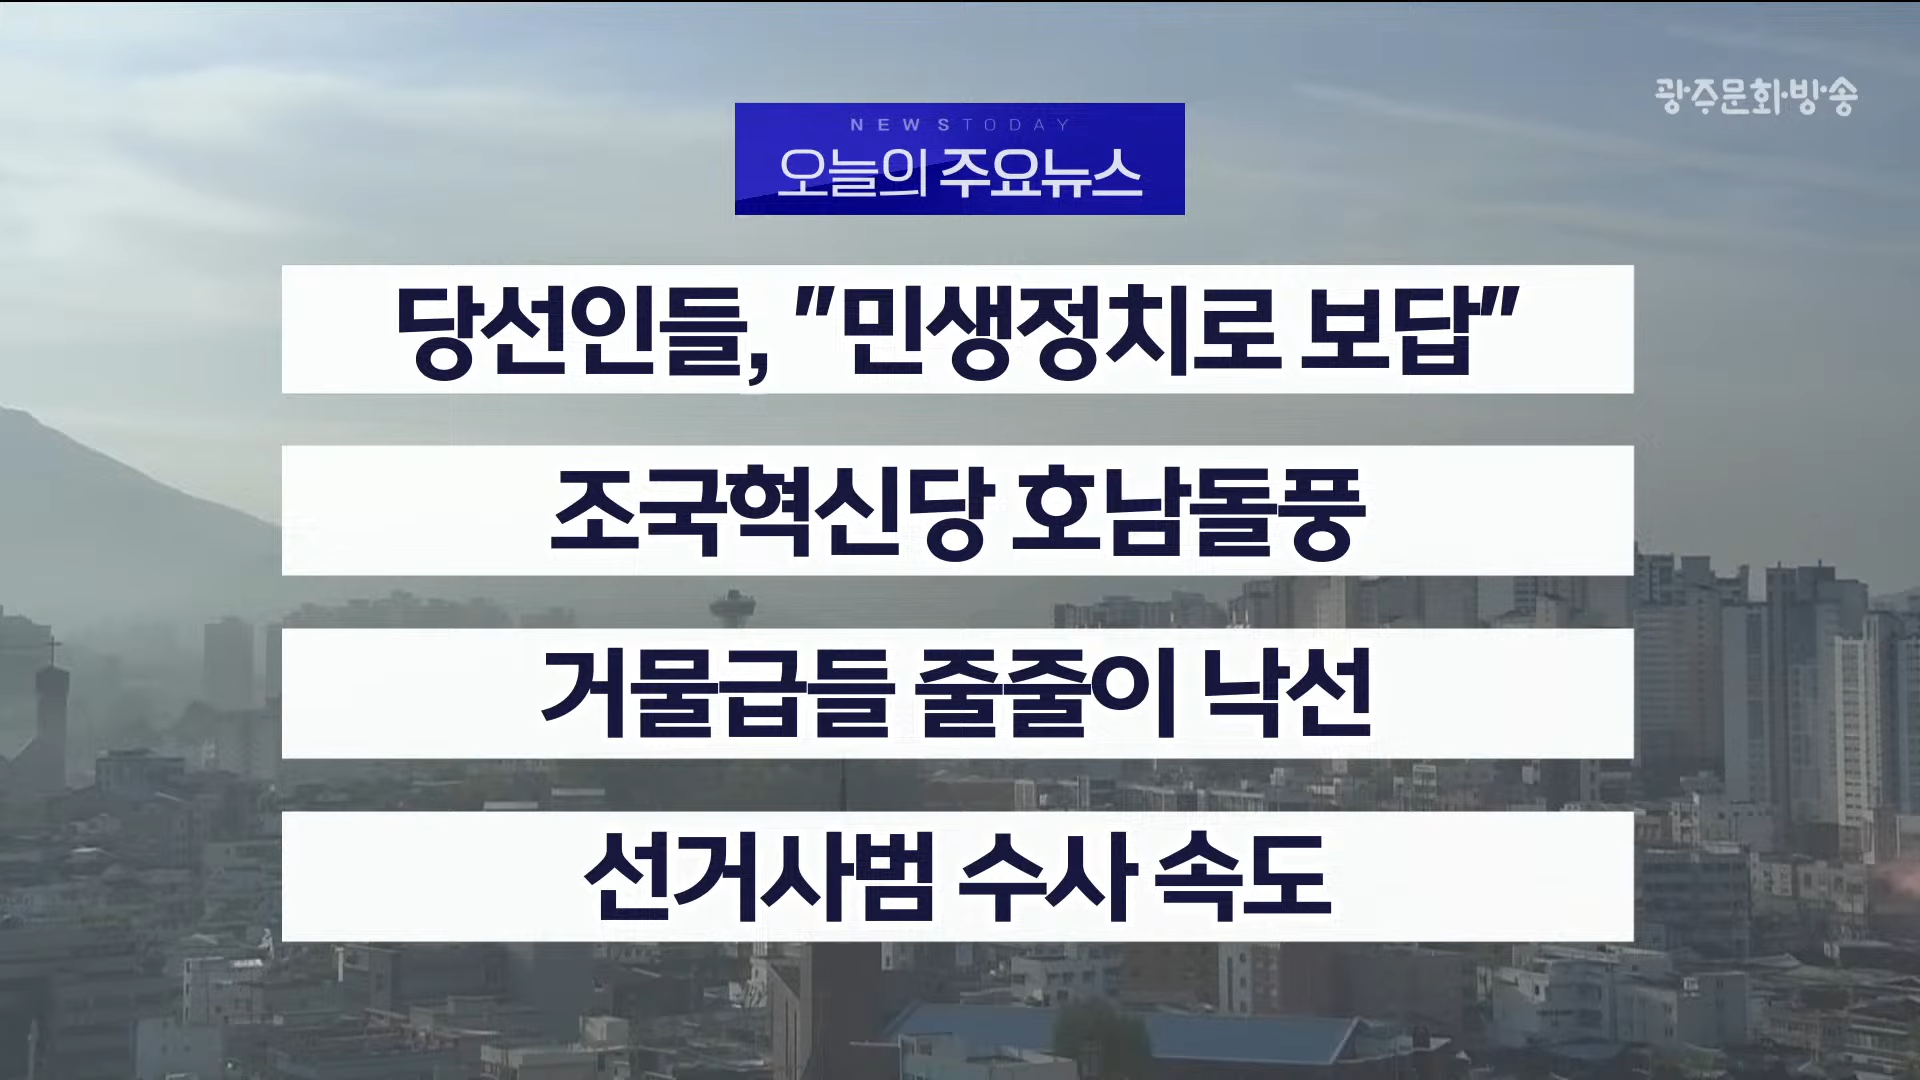 광주문화방송
NEWSTODAY
오늘의 주요뉴스
당선인들, "민생정치로 보답"
조국혁신당 호남돌풍
거물급들 줄줄이 낙선
선거사범 수사 속도